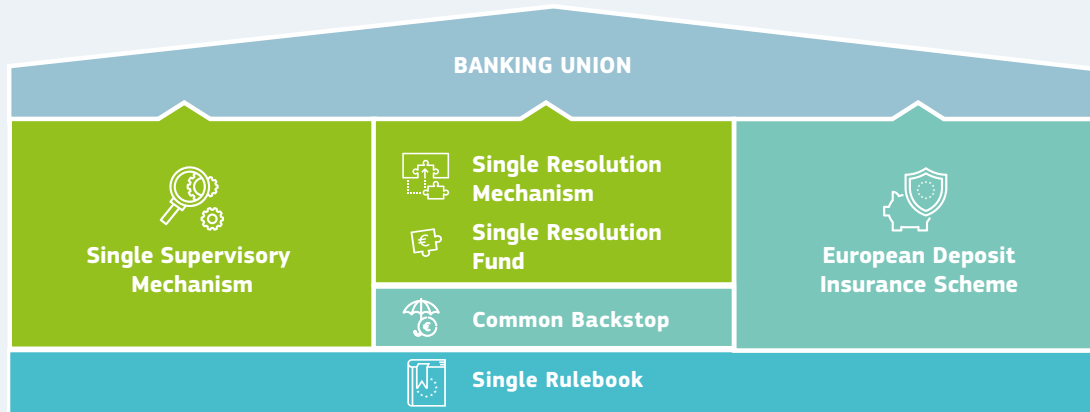 BANKING UNION
Single Supervisory
Mechanism
Single Resolution
Mechanism
Single Resolution
Fund
Common Backstop
European Deposit
Insurance Scheme
Single Rulebook